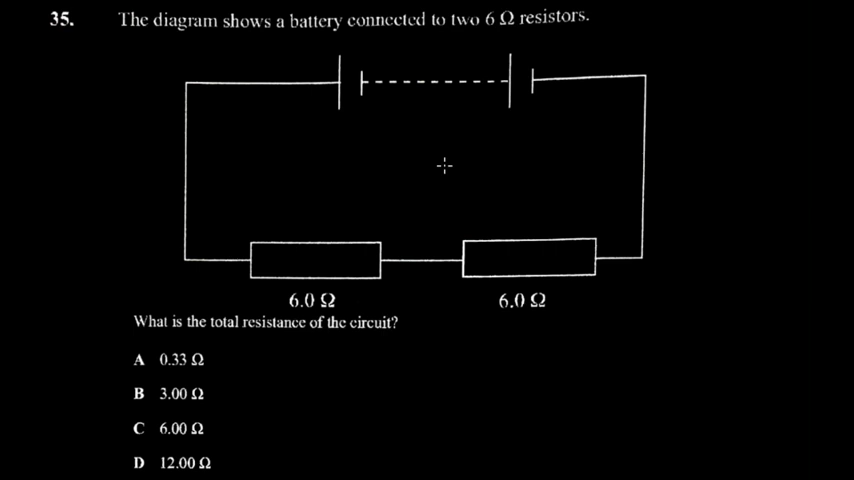 35. The diagram shows a battery connected to two 6 Ω resistors.
6.0 Ω 6.0 Ω
What is the total resistance of the circuit?
A 0.33 Ω
B 3.00 Ω
C 6.00 Ω
D 12.00 Ω